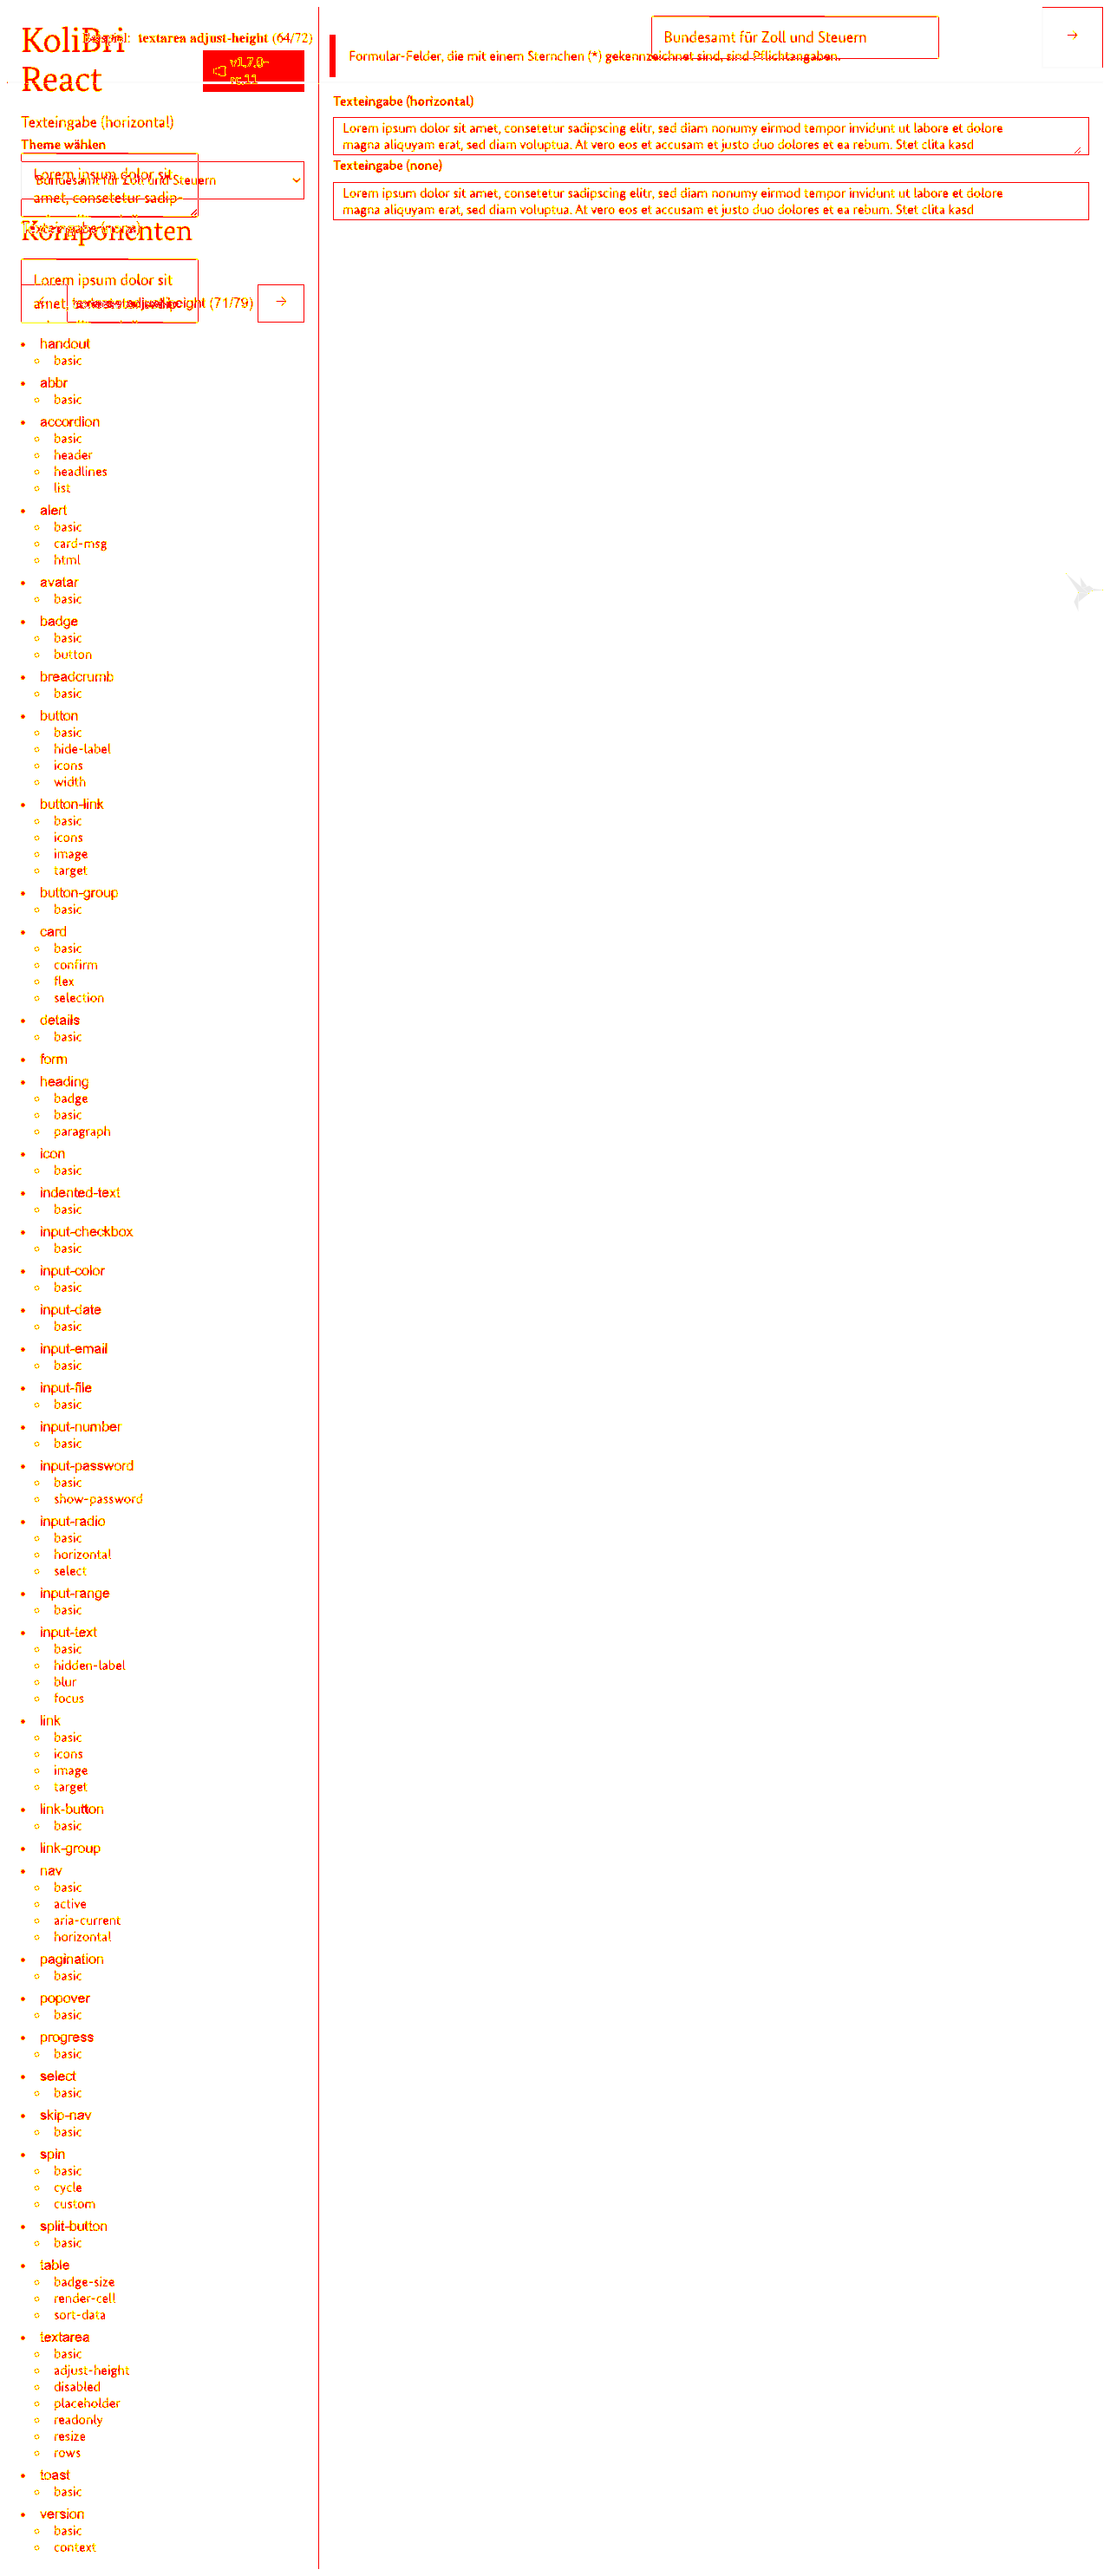 KoliBri
React
textarea adjust-height (64/72)
v1.7.0-
rc.11
Formular-Felder, die mit einem Sternchen (*) gekennzeichnet sind, sind Pflichtangaben.
Bundesamt für Zoll und Steuern
→
Texteingabe (horizontal)
Theme wählen
Lorem ipsum dolor sit
Bundesamt für Zoll und Steuern
amet, consetetur sadip-
Komponenten
Lorem ipsum dolor sit
amet,
adjust-height (71/79)
→
Texteingabe (horizontal)
Lorem ipsum dolor sit amet, consetetur sadipscing elitr, sed diam nonumy eirmod tempor invidunt ut labore et dolore
magna aliquyam erat, sed diam voluptua. At vero eos et accusam et justo duo dolores et ea rebum. Stet clita kasd
Texteingabe (none)
Lorem ipsum dolor sit amet, consetetur sadipscing elitr, sed diam nonumy eirmod tempor invidunt ut labore et dolore
magna aliquyam erat, sed diam voluptua. At vero eos et accusam et justo duo dolores et ea rebum. Stet clita kasd
handout
basic
abbr
basic
accordion
basic
header
headlines
list
alert
basic
card-msg
html
avatar
basic
badge
basic
button
breadcrumb
basic
button
basic
hide-label
icons
width
button-link
basic
icons
image
target
button-group
basic
card
basic
confirm
flex
selection
details
basic
form
heading
badge
basic
paragraph
icon
basic
indented-text
basic
input-checkbox
basic
input-color
basic
input-date
basic
input-email
basic
input-file
basic
input-number
basic
input-password
basic
show-password
input-radio
basic
horizontal
select
input-range
basic
input-text
basic
hidden-label
blur
focus
link
basic
icons
image
target
link-button
basic
link-group
nav
basic
active
aria-current
horizontal
pagination
basic
popover
basic
progress
basic
select
basic
skip-nav
basic
spin
basic
cycle
custom
split-button
basic
table
badge-size
render-cell
sort-data
textarea
basic
adjust-height
disabled
placeholder
readonly
resize
rows
toast
basic
version
basic
context